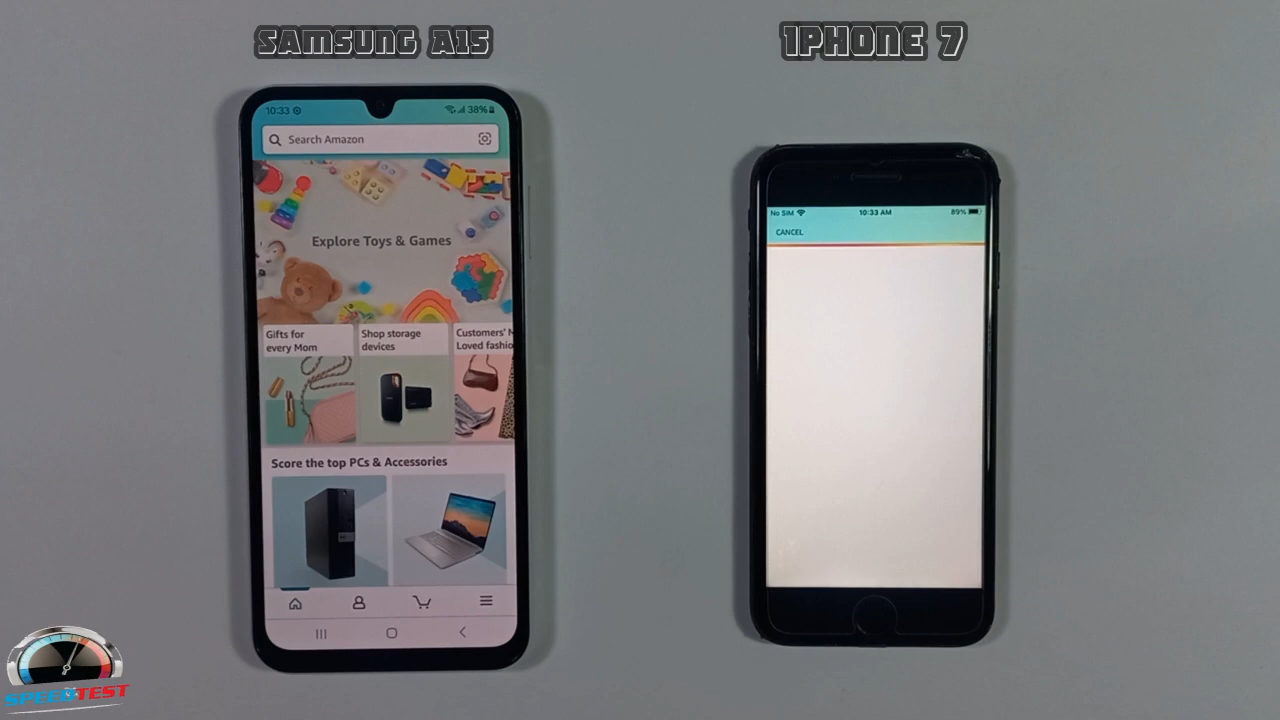 SAMSUNG A15
IPHONE 7
10:33
38%
Search Amazon
Explore Toys & Games
Gifts for
every Mom
Shop storage
devices
Customers' M
Loved fashio
Score the top PCs & Accessories
No SIM
10:33 AM
89%
CANCEL
SPEEDTEST